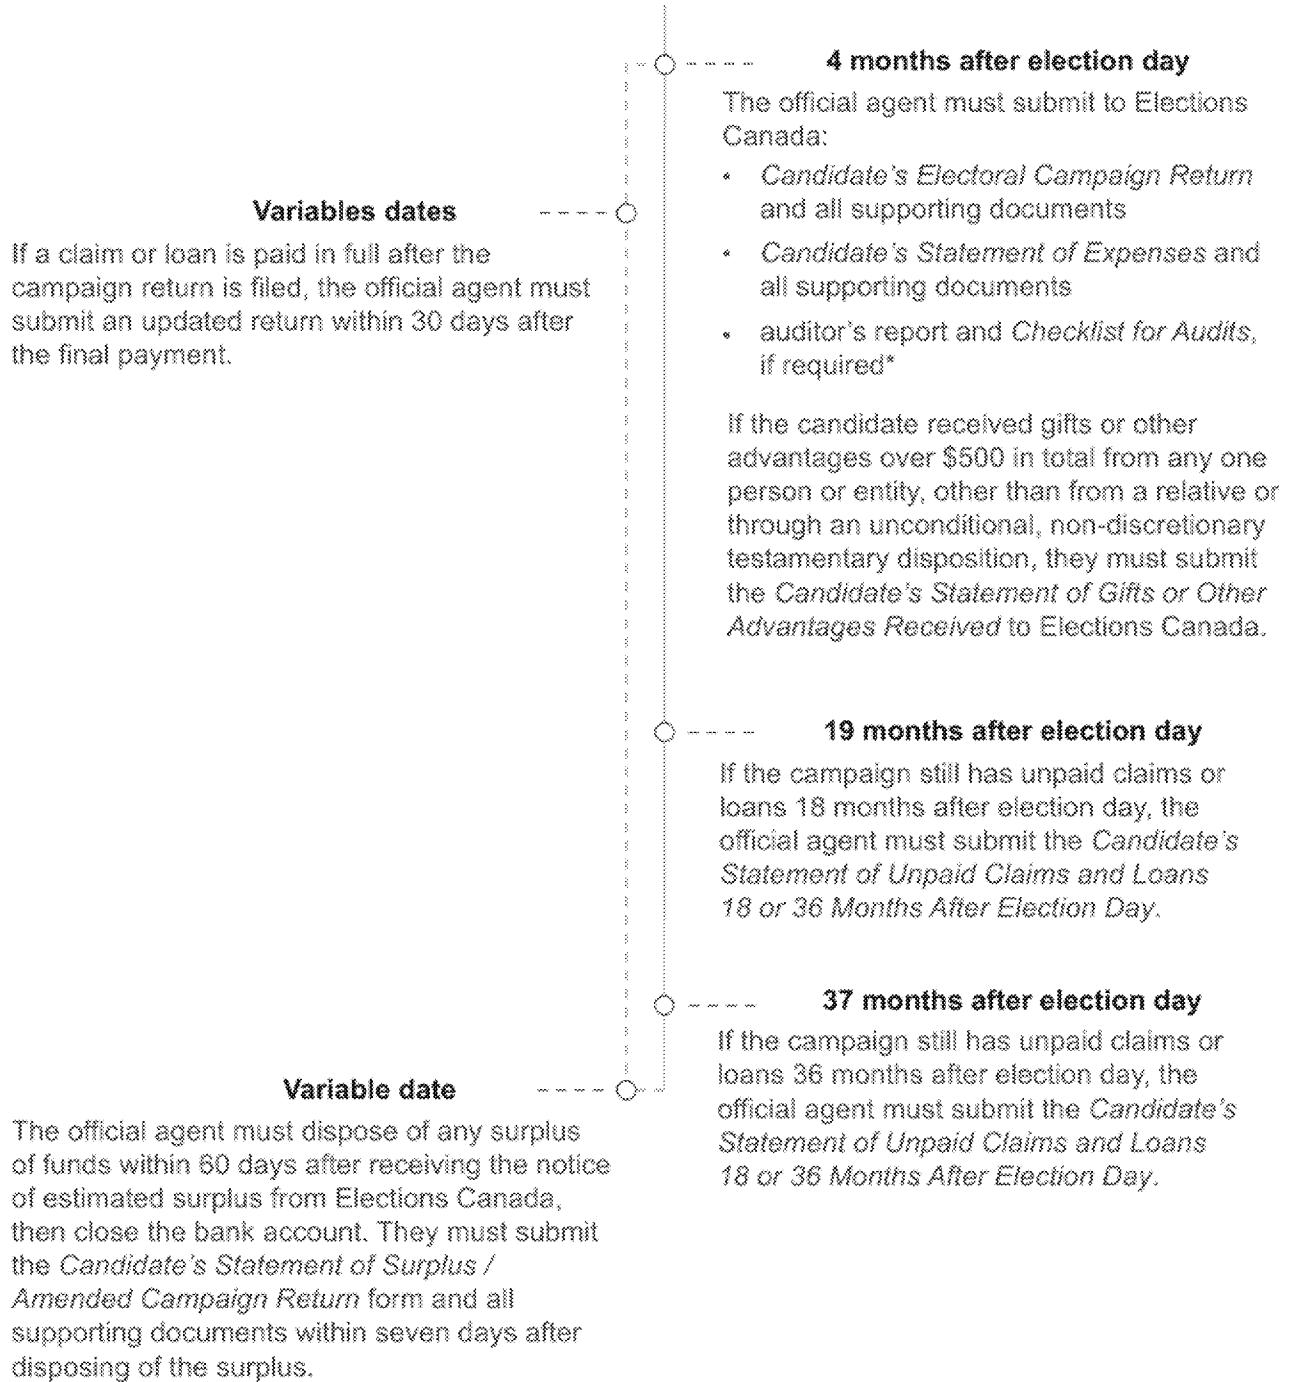 4 months after election day
The official agent must submit to Elections
Canada:
• Candidate's Electoral Campaign Return
and all supporting documents
• Candidate's Statement of Expenses and
all supporting documents
• auditor's report and Checklist for Audits,
if required*
If the candidate received gifts or other
advantages over $500 in total from any one
person or entity, other than from a relative or
through an unconditional, non-discretionary
testamentary disposition, they must submit
the Candidate's Statement of Gifts or Other
Advantages Received to Elections Canada.
Variables dates
If a claim or loan is paid in full after the
campaign return is filed, the official agent must
submit an updated return within 30 days after
the final payment.
19 months after election day
If the campaign still has unpaid claims or
loans 18 months after election day, the
official agent must submit the Candidate's
Statement of Unpaid Claims and Loans
18 or 36 Months After Election Day.
37 months after election day
If the campaign still has unpaid claims or
loans 36 months after election day, the
official agent must submit the Candidate's
Statement of Unpaid Claims and Loans
18 or 36 Months After Election Day.
Variable date
The official agent must dispose of any surplus
of funds within 60 days after receiving the notice
of estimated surplus from Elections Canada,
then close the bank account. They must submit
the Candidate's Statement of Surplus /
Amended Campaign Return form and all
supporting documents within seven days after
disposing of the surplus.